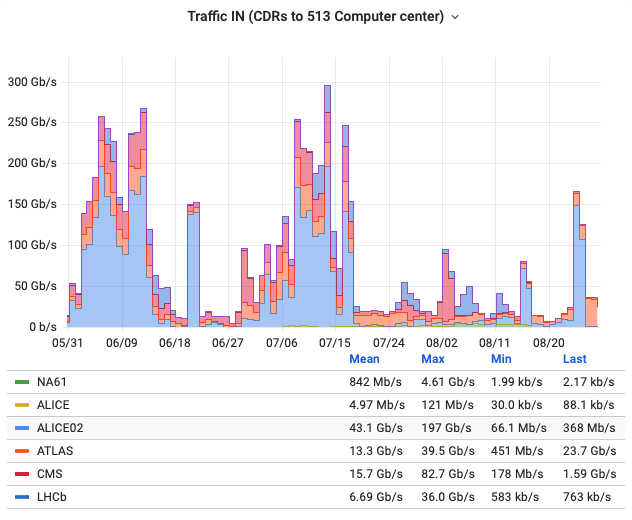 Traffic IN (CDRs to 513 Computer center)
300 Gb/s
250 Gb/s
200 Gb/s
150 Gb/s
100 Gb/s
50 Gb/s
0 b/s
05/31 06/09 06/18 06/27 07/06 07/15 07/24 08/02 08/11 08/20
Mean Max Min Last
NA61 842 Mb/s 4.61 Gb/s 1.99 kb/s 2.17 kb/s
ALICE 4.97 Mb/s 121 Mb/s 30.0 kb/s 88.1 kb/s
ALICE02 43.1 Gb/s 197 Gb/s 66.1 Mb/s 368 Mb/s
ATLAS 13.3 Gb/s 39.5 Gb/s 451 Mb/s 23.7 Gb/s
CMS 15.7 Gb/s 82.7 Gb/s 178 Mb/s 1.59 Gb/s
LHCb 6.69 Gb/s 36.0 Gb/s 583 kb/s 763 kb/s